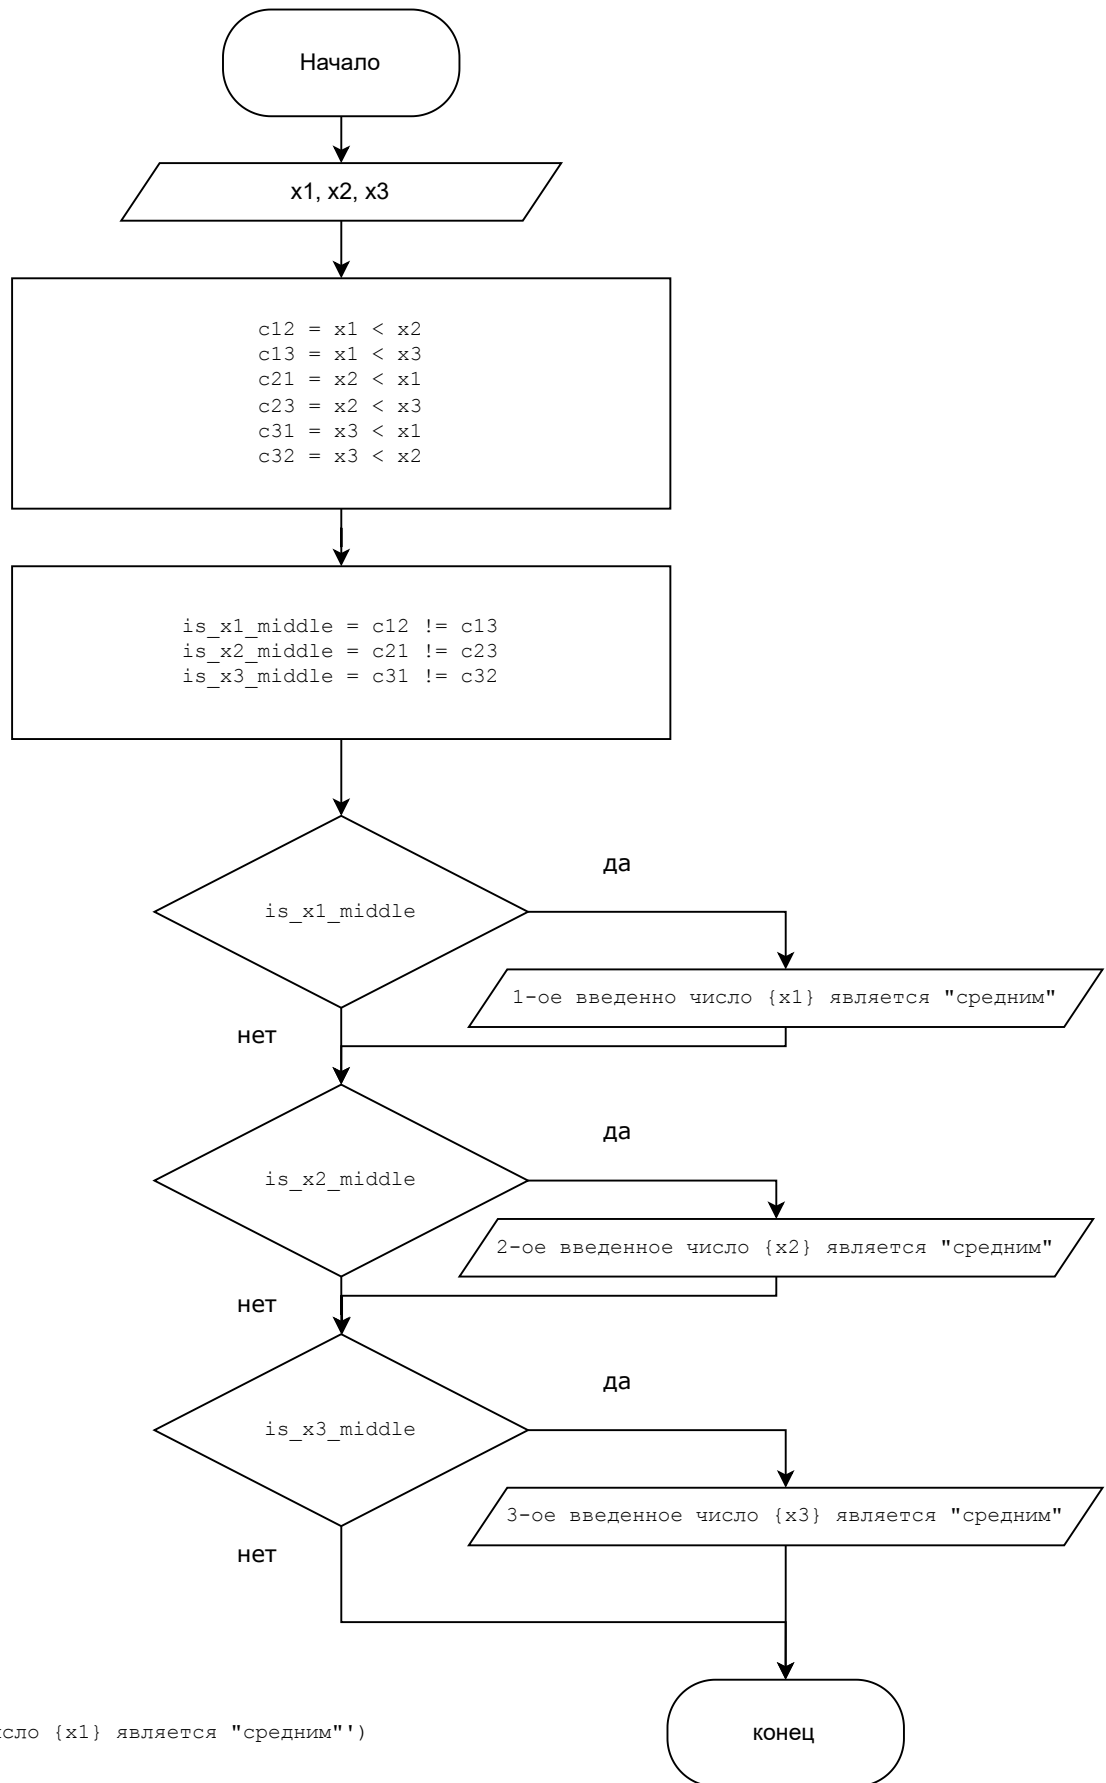 Начало
x1, x2, x3
c12 = x1 < x2
c13 = x1 < x3
c21 = x2 < x1
c23 = x2 < x3
c31 = x3 < x1
c32 = x3 < x2
is_x1_middle = c12 != c13
is_x2_middle = c21 != c23
is_x3_middle = c31 != c32
да
is_x1_middle
1-ое введенно число {x1} является "средним"
нет
да
is_x2_middle
2-ое введенное число {x2} является "средним"
нет
да
is_x3_middle
3-ое введенное число {x3} является "средним"
нет
{x1} является "средним"')
конец